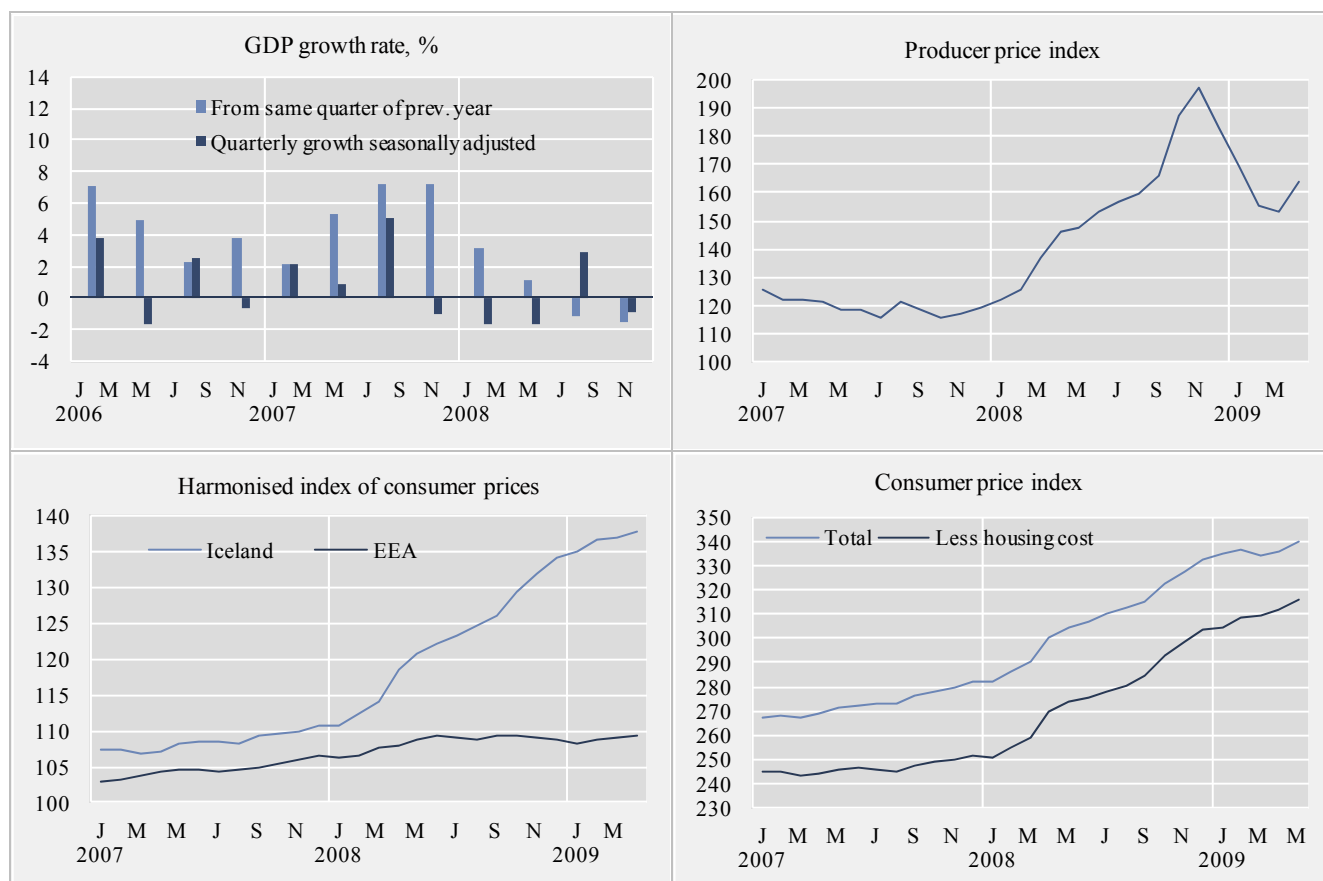 GDP growth rate, %
14
12
10
8
6
4
2
0
-2
-4
From same quarter of prev. year
Quarterly growth seasonally adjusted
J M M J S N J M M J S N J M M J S N
2006 2007 2008
Producer price index
200
190
180
170
160
150
140
130
120
110
100
J M M J S N J M M J S N J M
2007 2008 2009
Harmonised index of consumer prices
140
135
130
125
120
115
110
105
100
Iceland EEA
J M M J S N J M M J S N J M
2007 2008 2009
Consumer price index
350
340
330
320
310
300
290
280
270
260
250
240
230
Total Less housing cost
J M M J S N J M M J S N J M M
2007 2008 2009